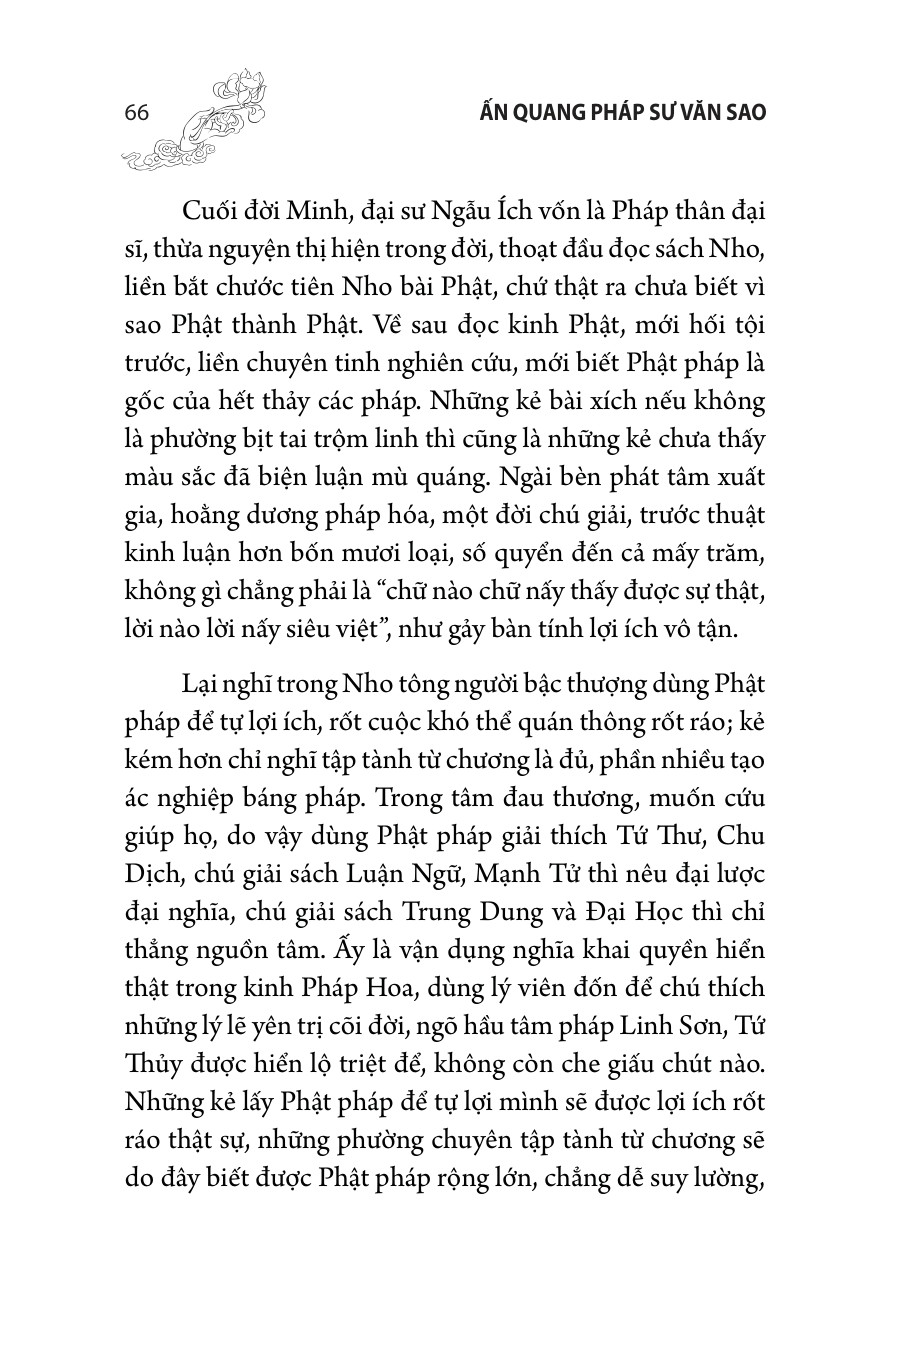 66
ẤN QUANG PHÁP SƯ VĂN SAO
Cuối đời Minh, đại sư Ngẫu Ích vốn là Pháp thân đại
sĩ, thừa nguyện thị hiện trong đời, thoạt đầu đọc sách Nho,
liền bắt chước tiên Nho bài Phật, chứ thật ra chưa biết vì
sao Phật thành Phật. Về sau đọc kinh Phật, mới hối tội
trước, liền chuyên tinh nghiên cứu, mới biết Phật pháp là
gốc của hết thảy các pháp. Những kẻ bài xích nếu không
là phường bịt tai trộm linh thì cũng là những kẻ chưa thấy
màu sắc đã biện luận mù quáng. Ngài bèn phát tâm xuất
gia, hoằng dương pháp hóa, một đời chú giải, trước thuật
kinh luận hơn bốn mươi loại, số quyển đến cả mấy trăm,
không gì chẳng phải là “chữ nào chữ nấy thấy được sự thật,
lời nào lời nấy siêu việt”, như gảy bàn tính lợi ích vô tận.
Lại nghĩ trong Nho tông người bậc thượng dùng Phật
pháp để tự lợi ích, rốt cuộc khó thể quán thông rốt ráo; kẻ
kém hơn chỉ nghĩ tập tành từ chương là đủ, phần nhiều tạo
ác nghiệp báng pháp. Trong tâm đau thương, muốn cứu
giúp họ, do vậy dùng Phật pháp giải thích Tứ Thư, Chu
Dịch, chú giải sách Luận Ngữ, Mạnh Tử thì nêu đại lược
đại nghĩa, chú giải sách Trung Dung và Đại Học thì chỉ
thẳng nguồn tâm. Ấy là vận dụng nghĩa khai quyền hiển
thật trong kinh Pháp Hoa, dùng lý viên đốn để chú thích
những lý lẽ yên trị cõi đời, ngõ hầu tâm pháp Linh Sơn, Tứ
Thủy được hiển lộ triệt để, không còn che giấu chút nào.
Những kẻ lấy Phật pháp để tự lợi mình sẽ được lợi ích rốt
ráo thật sự, những phường chuyên tập tành từ chương sẽ
do đây biết được Phật pháp rộng lớn, chẳng dễ suy lường,